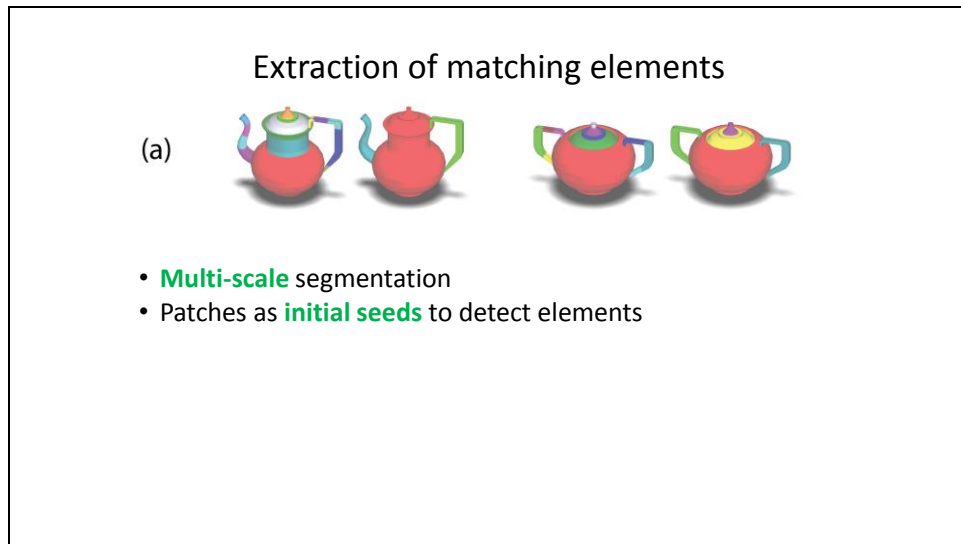 Extraction of matching elements
(a)
• Multi-scale segmentation
• Patches as initial seeds to detect elements